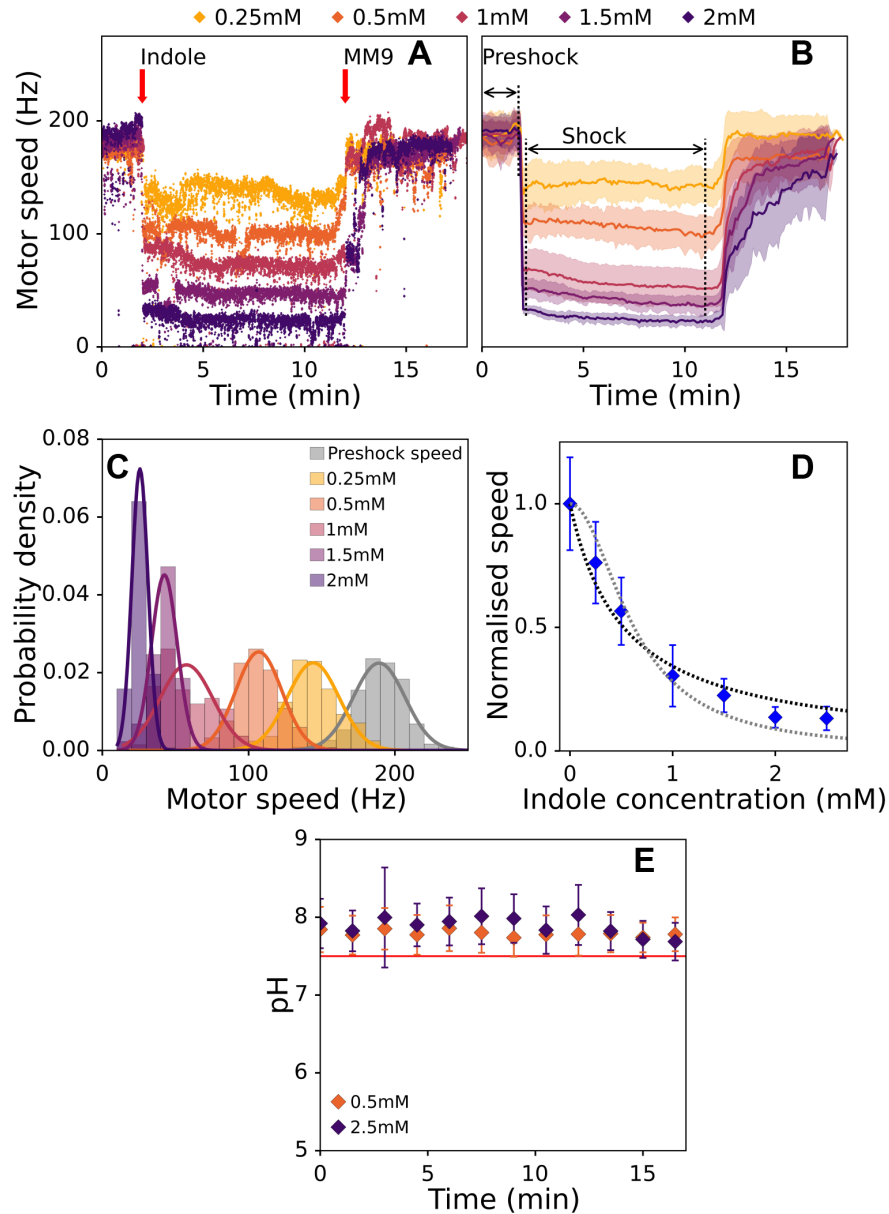 0.25mM 0.5mM 1mM 1.5mM 2mM
A
Indole MM9
Motor speed (Hz)
200
100
0
0 5 10 15
Time (min)
B
Preshock
Shock
0 5 10 15
Time (min)
C
Probability density
0.08
0.06
0.04
0.02
0.00
Preshock speed
0.25mM
0.5mM
1mM
1.5mM
2mM
0 100 200
Motor speed (Hz)
D
Normalised speed
1.0
0.5
0.0
0 1 2
Indole concentration (mM)
E
pH
9
8
7
6
5
0.5mM
2.5mM
0 5 10 15
Time (min)